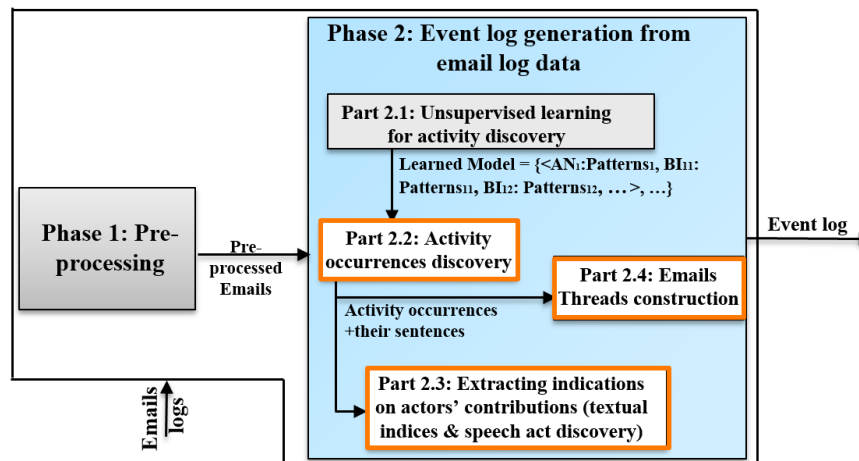 Phase 2: Event log generation from
email log data
Part 2.1: Unsupervised learning
for activity discovery
Learned Model = {<AN₁:Patterns₁, BI₁₁:
Patterns₁₁, BI₁₂: Patterns₁₂, …>, …}
Phase 1: Pre-
processing
Pre-
processed
Emails
Part 2.2: Activity
occurrences discovery
Event log
Part 2.4: Emails
Threads construction
Activity occurrences
+their sentences
Part 2.3: Extracting indications
on actors’ contributions (textual
indices & speech act discovery)
Emails
logs